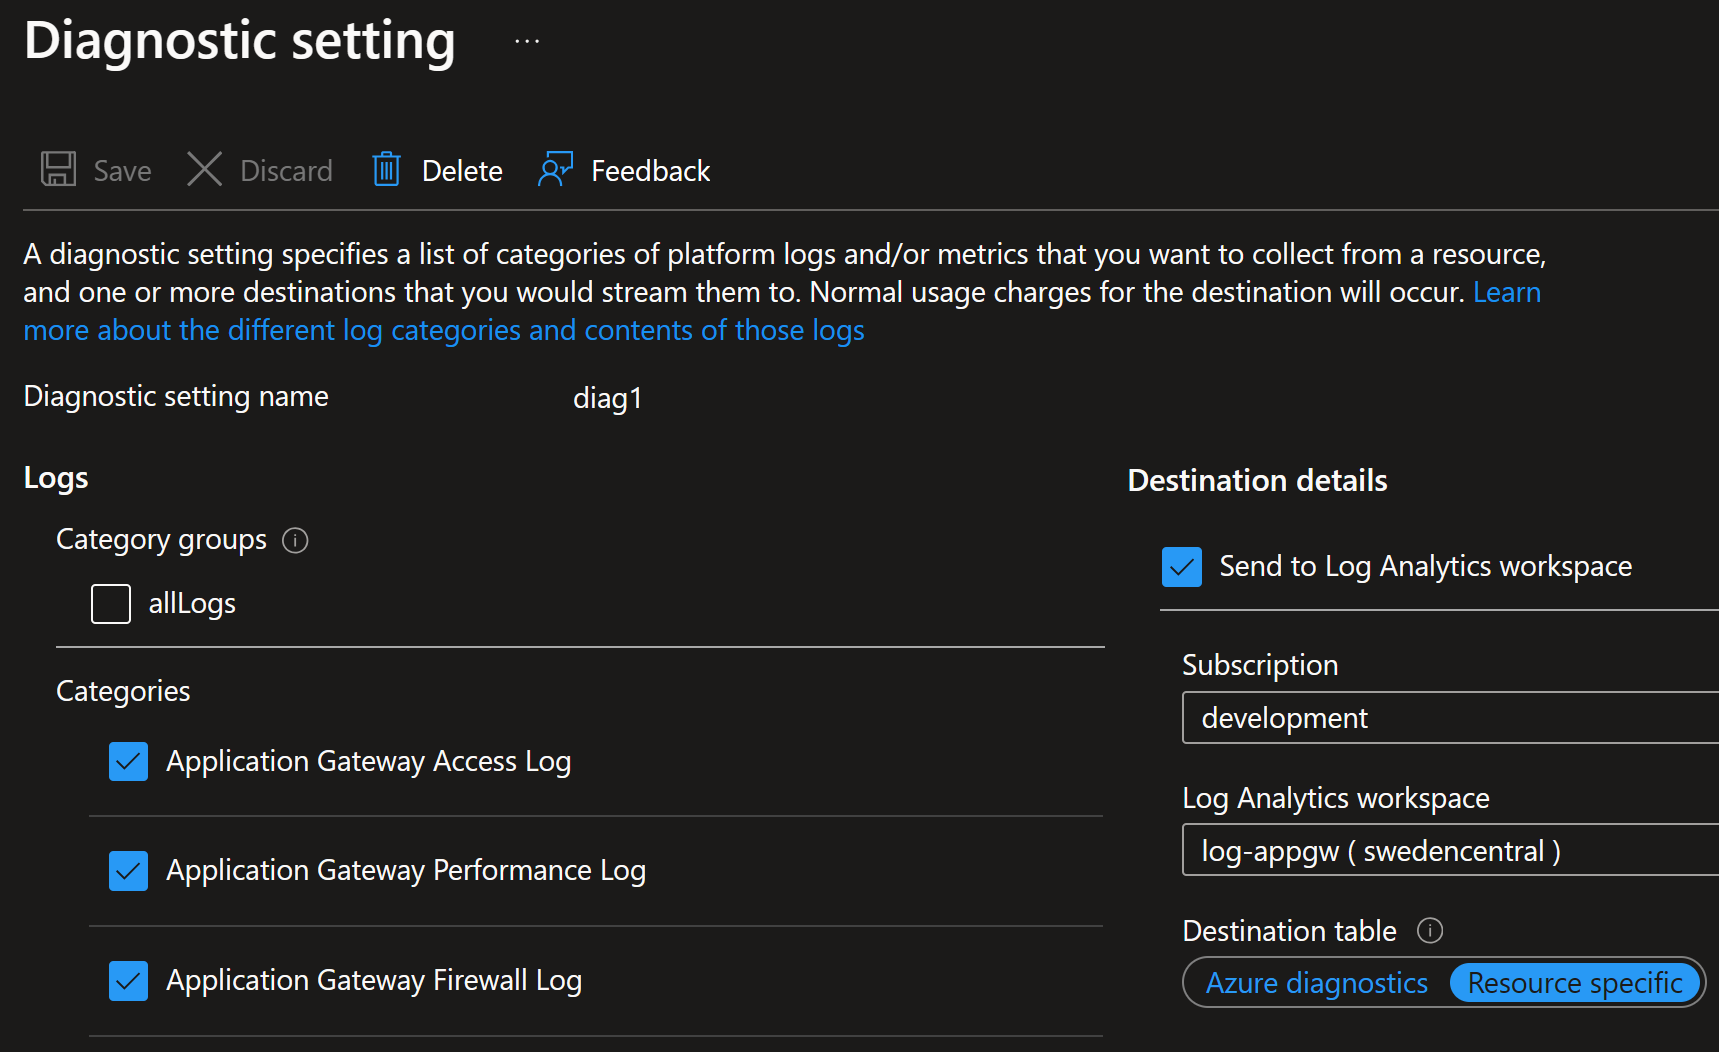 Diagnostic setting ...
Save Discard Delete Feedback
A diagnostic setting specifies a list of categories of platform logs and/or metrics that you want to collect from a resource,
and one or more destinations that you would stream them to. Normal usage charges for the destination will occur. Learn
more about the different log categories and contents of those logs
Diagnostic setting name diag1
Logs
Category groups
allLogs
Categories
Application Gateway Access Log
Application Gateway Performance Log
Application Gateway Firewall Log
Destination details
Send to Log Analytics workspace
Subscription
development
Log Analytics workspace
log-appgw ( swedencentral )
Destination table
Azure diagnostics Resource specific